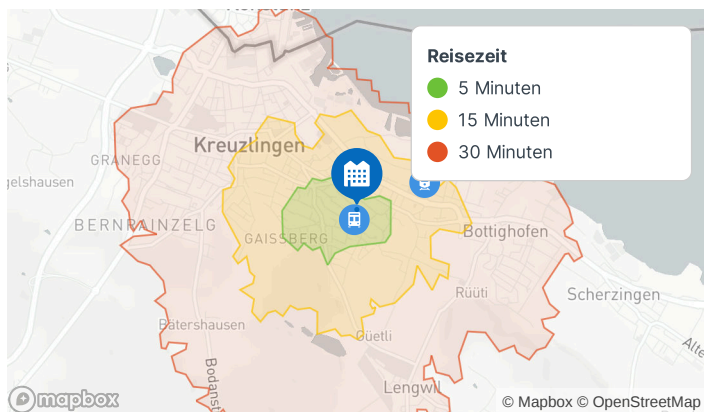 Reisezeit
5 Minuten
15 Minuten
30 Minuten
Kreuzlingen
GRANEGG
BERNRAINZELG
GAISSBERG
Bottighofen
Rüüti
Scherzingen
Bätershausen
Güetli
Lengwil
mapbox
© Mapbox © OpenStreetMap